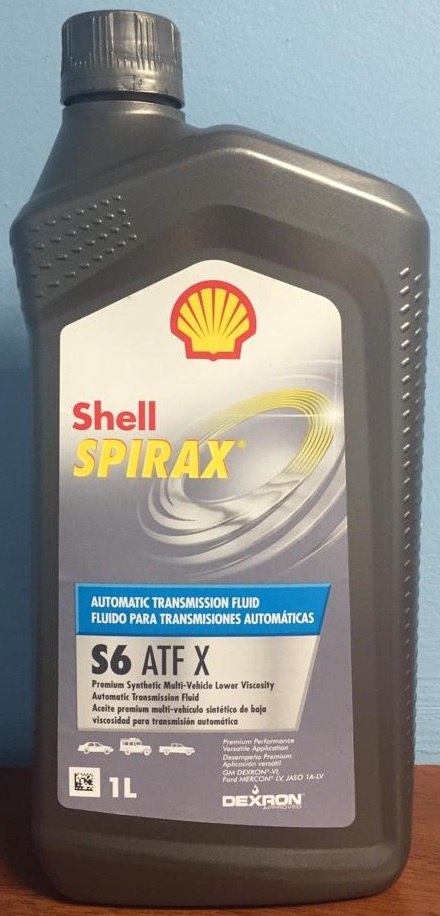 Shell
SPIRAX®
AUTOMATIC TRANSMISSION FLUID
FLUIDO PARA TRANSMISIONES AUTOMÁTICAS
S6 ATF X
Premium Synthetic Multi-Vehicle Lower Viscosity
Automatic Transmission Fluid
Aceite premium multi-vehículo sintético de baja
viscosidad para transmisión automática
Premium Performance
Versatile Application
Desempeño Premium
Aplicación versátil
GM DEXRON®-VI,
Ford MERCON® LV, JASO 1A-LV
1L
DEXRON
APPROVED